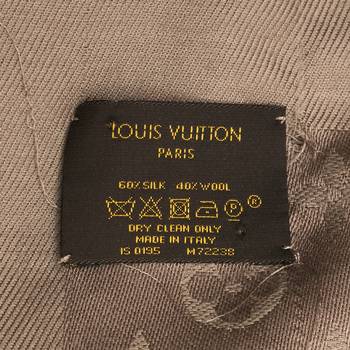 LOUIS VUITTON
PARIS
60% SILK 40% WOOL
P ®
DRY CLEAN ONLY
MADE IN ITALY
IS 0195 M72238